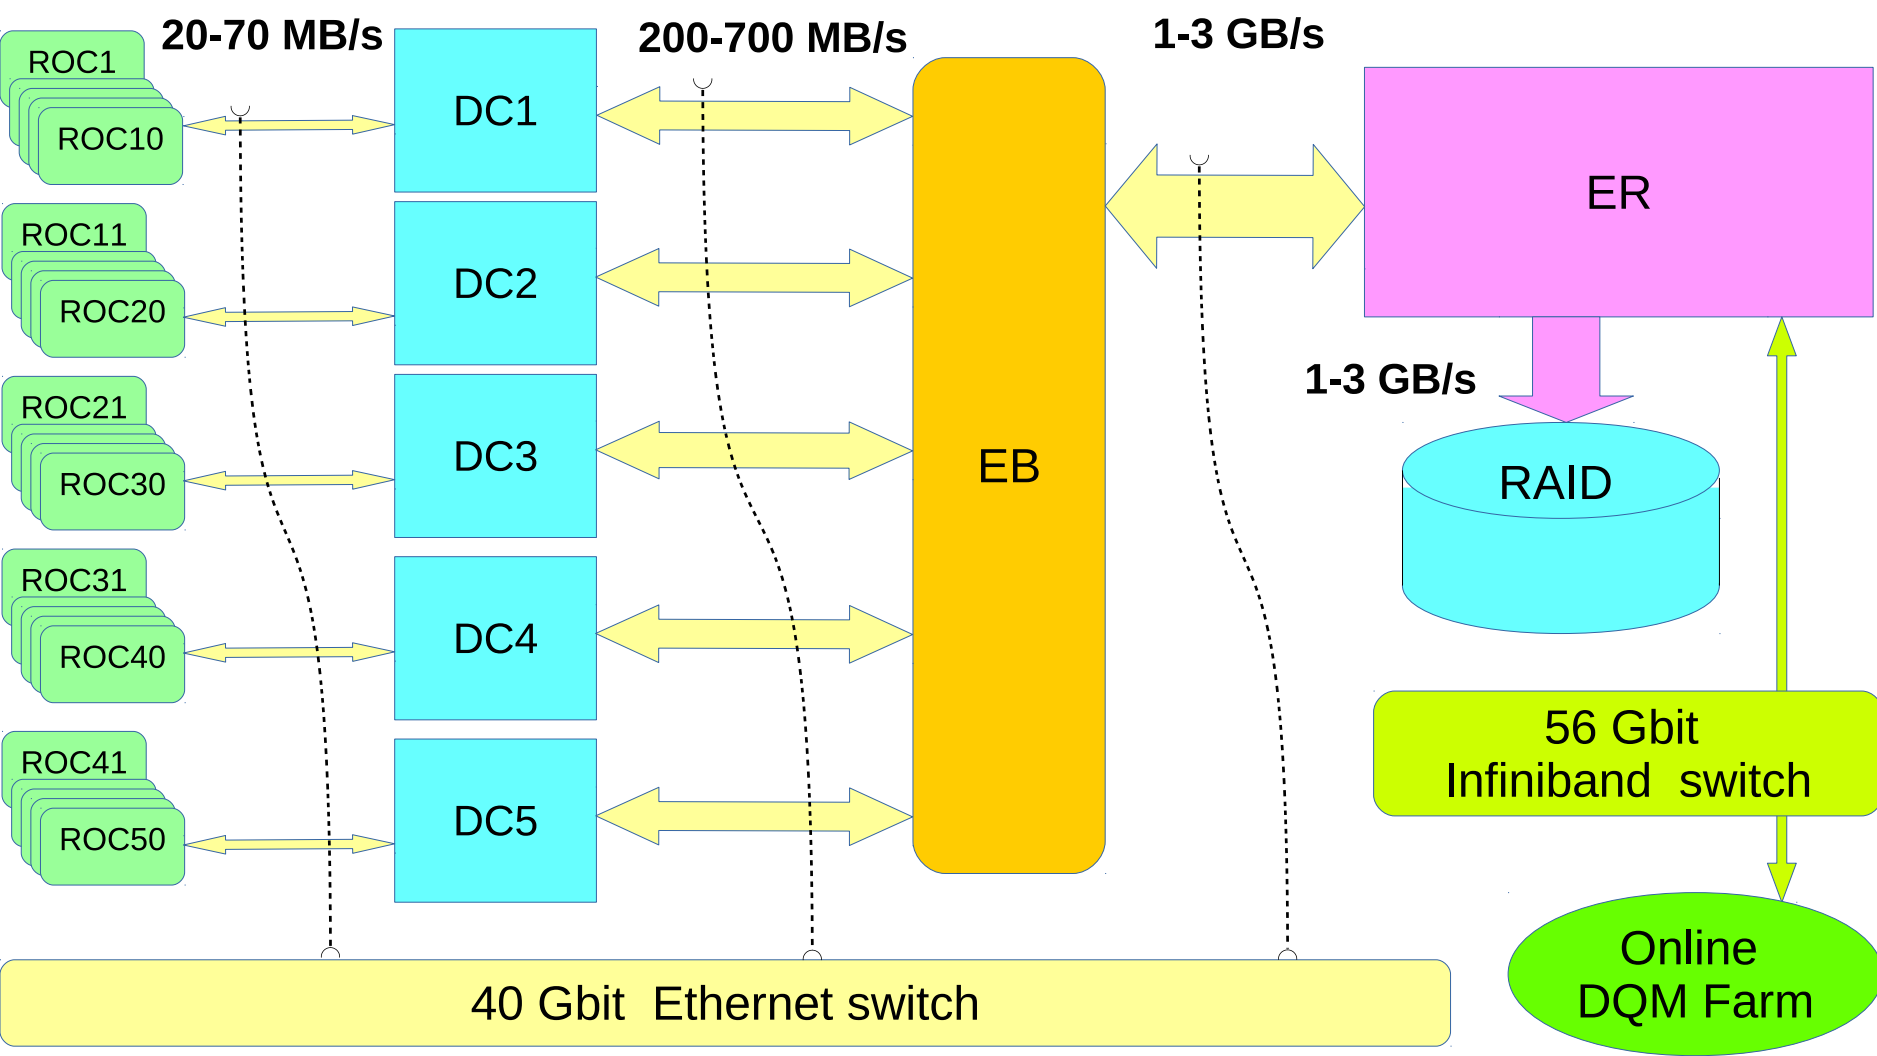 20-70 MB/s
200-700 MB/s
1-3 GB/s
ROC1
ROC10
DC1
ER
ROC11
ROC20
DC2
1-3 GB/s
ROC21
ROC30
DC3
EB
RAID
ROC31
ROC40
DC4
56 Gbit
Infiniband switch
ROC41
ROC50
DC5
Online
DQM Farm
40 Gbit Ethernet switch